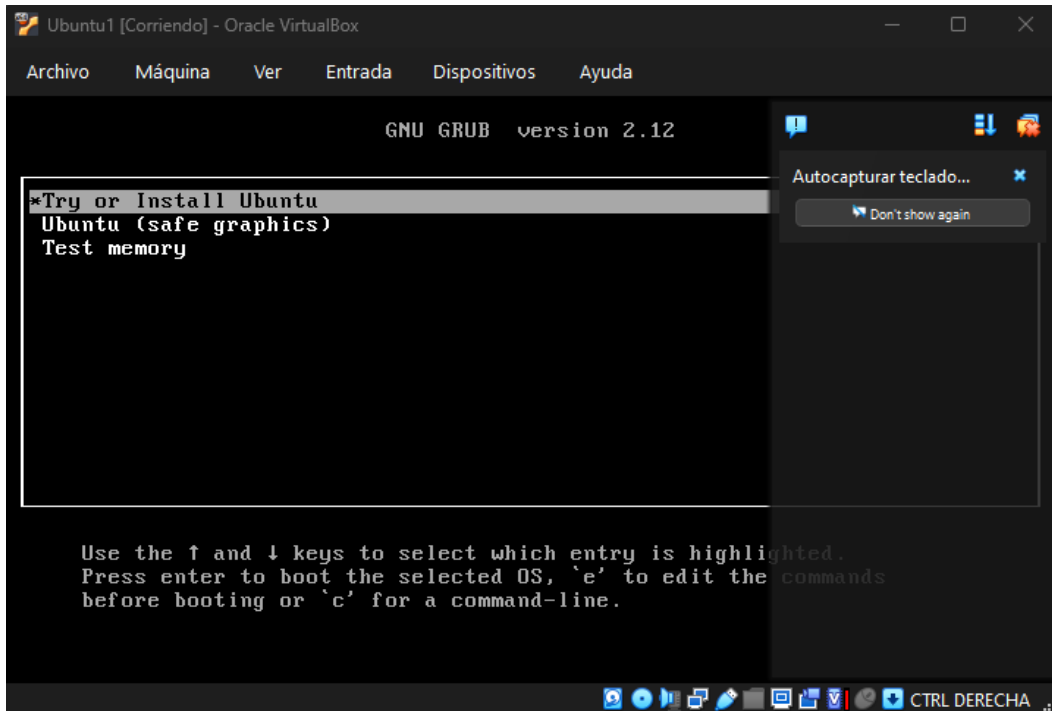 Ubuntu1 [Corriendo] - Oracle VirtualBox
Archivo Máquina Ver Entrada Dispositivos Ayuda
GNU GRUB version 2.12
*Try or Install Ubuntu
Ubuntu (safe graphics)
Test memory
Autocapturar teclado...
Don't show again
Use the ↑ and ↓ keys to select which entry is highlighted.
Press enter to boot the selected OS, `e' to edit the commands
before booting or `c' for a command-line.
CTRL DERECHA